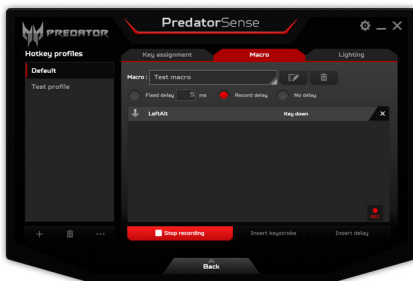 PREDATOR
PredatorSense
Hotkey profiles
Default
Test profile
Key assignment
Macro
Lighting
Macro :
Test macro
Fixed delay
5
ms
Record delay
No delay
LeftAlt
Key down
REC
Stop recording
Insert keystroke
Insert delay
Back